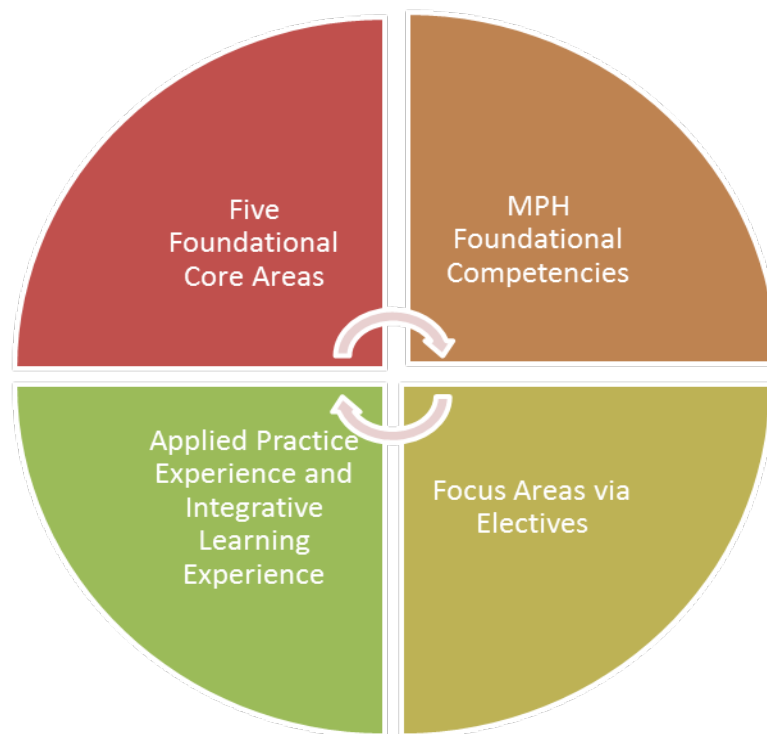 Five
Foundational
Core Areas
MPH
Foundational
Competencies
Applied Practice
Experience and
Integrative
Learning
Experience
Focus Areas via
Electives